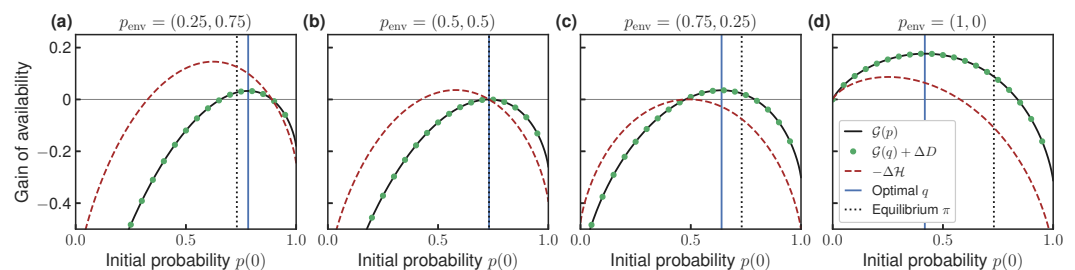 (a) p_env = (0.25, 0.75)
(b) p_env = (0.5, 0.5)
(c) p_env = (0.75, 0.25)
(d) p_env = (1, 0)
Gain of availability
0.2
0
−0.2
−0.4
0.0 0.5 1.0
0.0 0.5 1.0
0.0 0.5 1.0
0.0 0.5 1.0
Initial probability p(0)
Initial probability p(0)
Initial probability p(0)
Initial probability p(0)
𝒢(p)
𝒢(q) + ΔD
−Δℋ
Optimal q
Equilibrium π